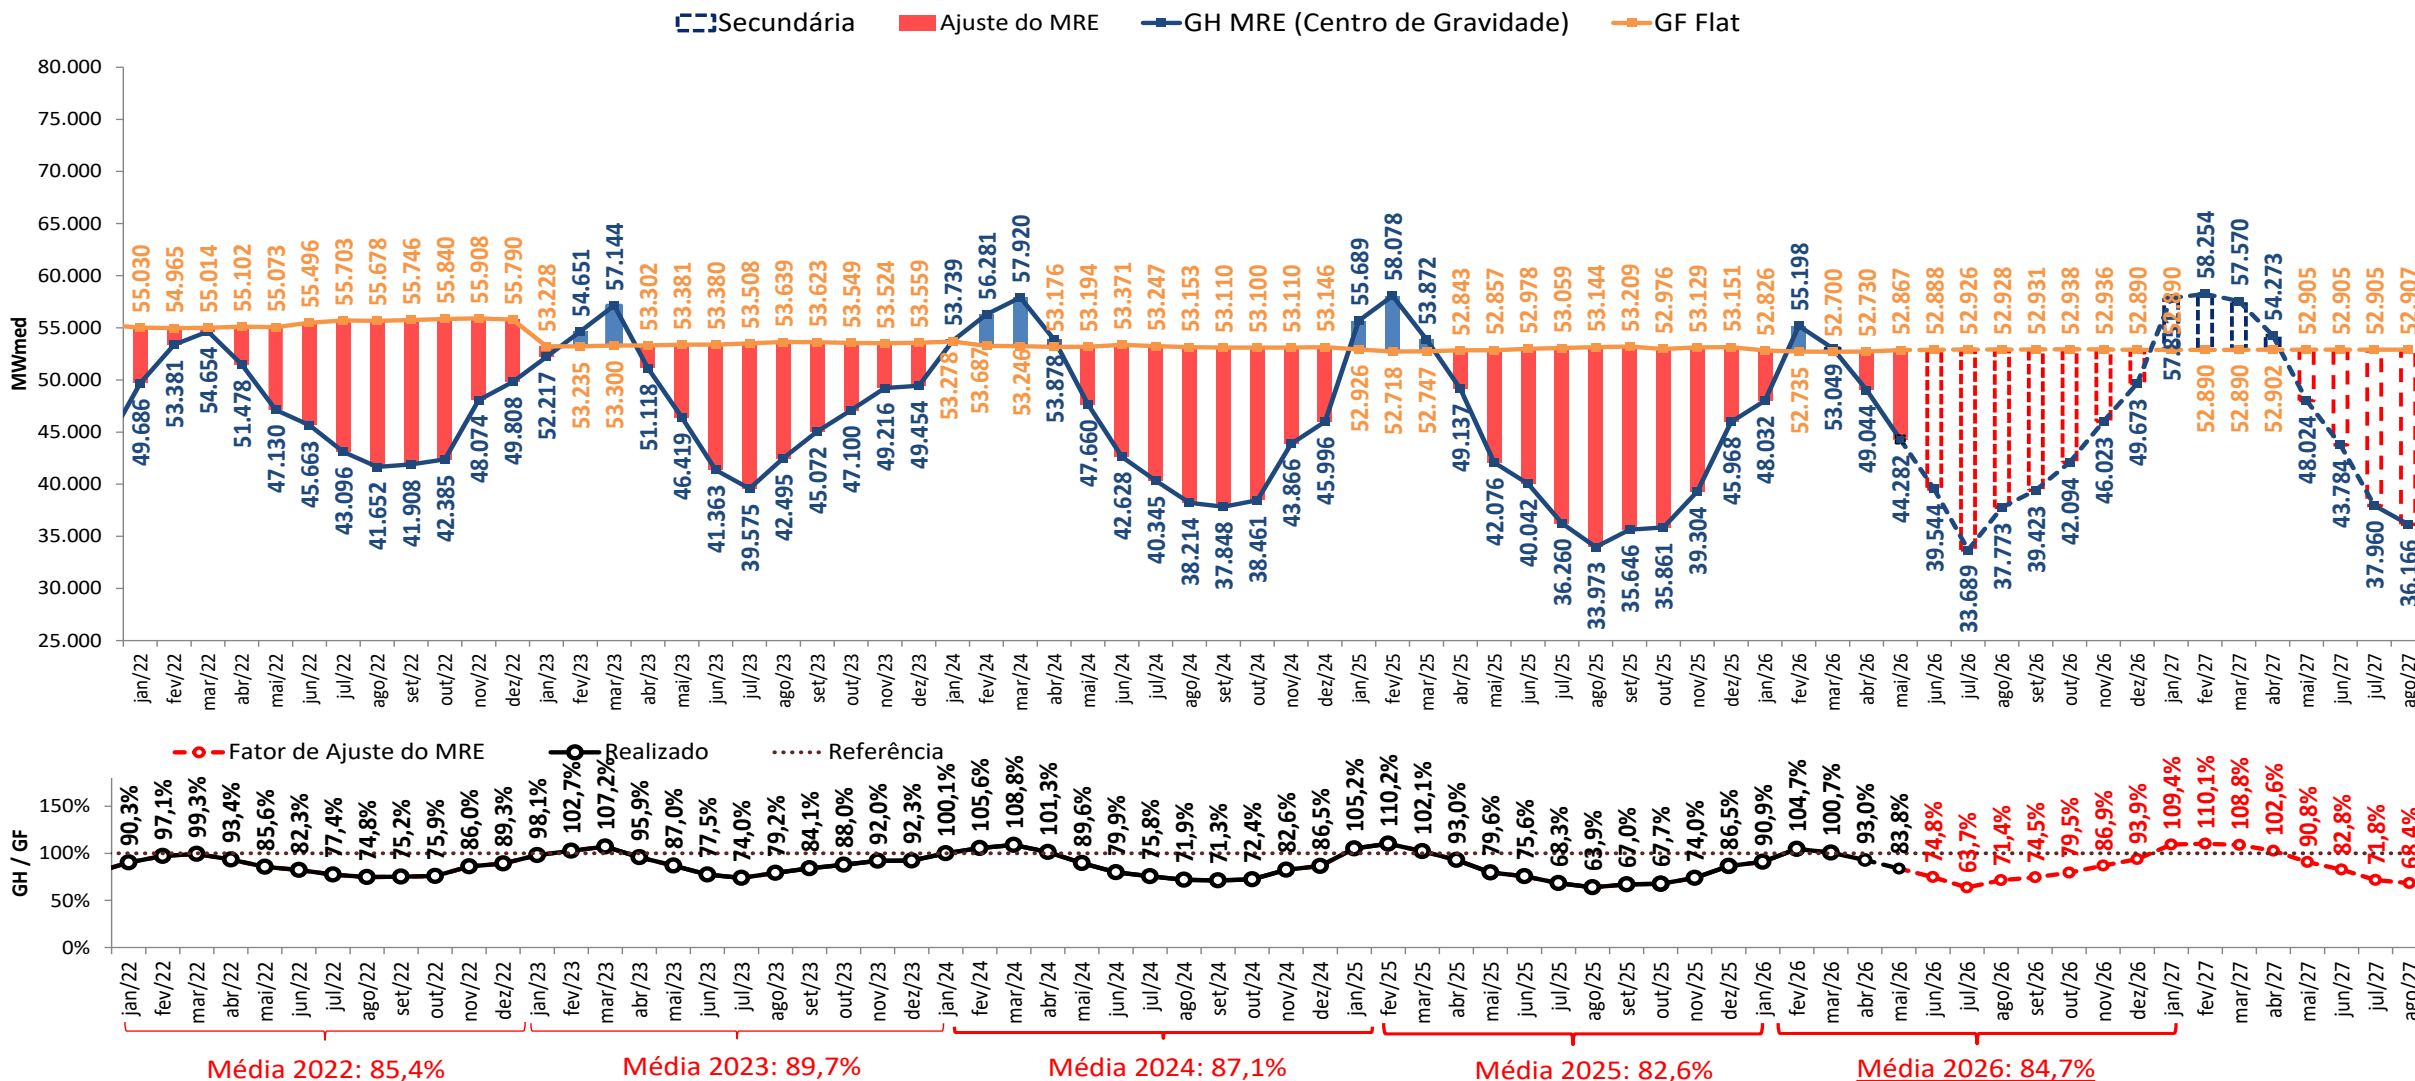 Secundária Ajuste do MRE GH MRE (Centro de Gravidade) GF Flat
MWmed
80.000
75.000
70.000
65.000
60.000
55.000
50.000
45.000
40.000
35.000
30.000
25.000
55.030 54.965 55.014 55.102 55.073 55.496 55.703 55.678 55.746 55.840 55.908 55.790 53.228 53.235 53.300 53.302 53.381 53.380 53.508 53.639 53.623 53.549 53.524 53.559 53.278 53.687 53.246 53.176 53.194 53.371 53.247 53.153 53.110 53.100 53.110 53.146 52.926 52.718 52.747 52.843 52.857 52.978 53.059 53.144 53.209 52.976 53.129 53.151 52.826 52.735 52.700 52.730 52.867 52.888 52.926 52.928 52.931 52.938 52.936 52.890 52.890 52.890 52.890 52.902 52.905 52.905 52.905 52.907
49.686 53.381 54.654 51.478 47.130 45.663 43.096 41.652 41.908 42.385 48.074 49.808 52.217 54.651 57.144 51.118 46.419 41.363 39.575 42.495 45.072 47.100 49.216 49.454 53.739 56.281 57.920 53.878 47.660 42.628 40.345 38.214 37.848 38.461 43.866 45.996 55.689 58.078 53.872 49.137 42.076 40.042 36.260 33.973 35.646 35.861 39.304 45.968 48.032 55.198 53.049 49.044 44.282 39.544 33.689 37.773 39.423 42.094 46.023 49.673 58.254 57.570 54.273 48.024 43.784 37.960 36.166
jan/22 fev/22 mar/22 abr/22 mai/22 jun/22 jul/22 ago/22 set/22 out/22 nov/22 dez/22 jan/23 fev/23 mar/23 abr/23 mai/23 jun/23 jul/23 ago/23 set/23 out/23 nov/23 dez/23 jan/24 fev/24 mar/24 abr/24 mai/24 jun/24 jul/24 ago/24 set/24 out/24 nov/24 dez/24 jan/25 fev/25 mar/25 abr/25 mai/25 jun/25 jul/25 ago/25 set/25 out/25 nov/25 dez/25 jan/26 fev/26 mar/26 abr/26 mai/26 jun/26 jul/26 ago/26 set/26 out/26 nov/26 dez/26 jan/27 fev/27 mar/27 abr/27 mai/27 jun/27 jul/27 ago/27
Fator de Ajuste do MRE Realizado Referência
GH / GF
150%
100%
50%
0%
90,3% 97,1% 99,3% 93,4% 85,6% 82,3% 77,4% 74,8% 75,2% 75,9% 86,0% 89,3% 98,1% 102,7% 107,2% 95,9% 87,0% 77,5% 74,0% 79,2% 84,1% 88,0% 92,0% 92,3% 100,1% 105,6% 108,8% 101,3% 89,6% 79,9% 75,8% 71,9% 71,3% 72,4% 82,6% 86,5% 105,2% 110,2% 102,1% 93,0% 79,6% 75,6% 68,3% 63,9% 67,0% 67,7% 74,0% 86,5% 90,9% 104,7% 100,7% 93,0% 83,8% 74,8% 63,7% 71,4% 74,5% 79,5% 86,9% 93,9% 109,4% 110,1% 108,8% 102,6% 90,8% 82,8% 71,8% 68,4%
jan/22 fev/22 mar/22 abr/22 mai/22 jun/22 jul/22 ago/22 set/22 out/22 nov/22 dez/22 jan/23 fev/23 mar/23 abr/23 mai/23 jun/23 jul/23 ago/23 set/23 out/23 nov/23 dez/23 jan/24 fev/24 mar/24 abr/24 mai/24 jun/24 jul/24 ago/24 set/24 out/24 nov/24 dez/24 jan/25 fev/25 mar/25 abr/25 mai/25 jun/25 jul/25 ago/25 set/25 out/25 nov/25 dez/25 jan/26 fev/26 mar/26 abr/26 mai/26 jun/26 jul/26 ago/26 set/26 out/26 nov/26 dez/26 jan/27 fev/27 mar/27 abr/27 mai/27 jun/27 jul/27 ago/27
Média 2022: 85,4% Média 2023: 89,7% Média 2024: 87,1% Média 2025: 82,6% Média 2026: 84,7%